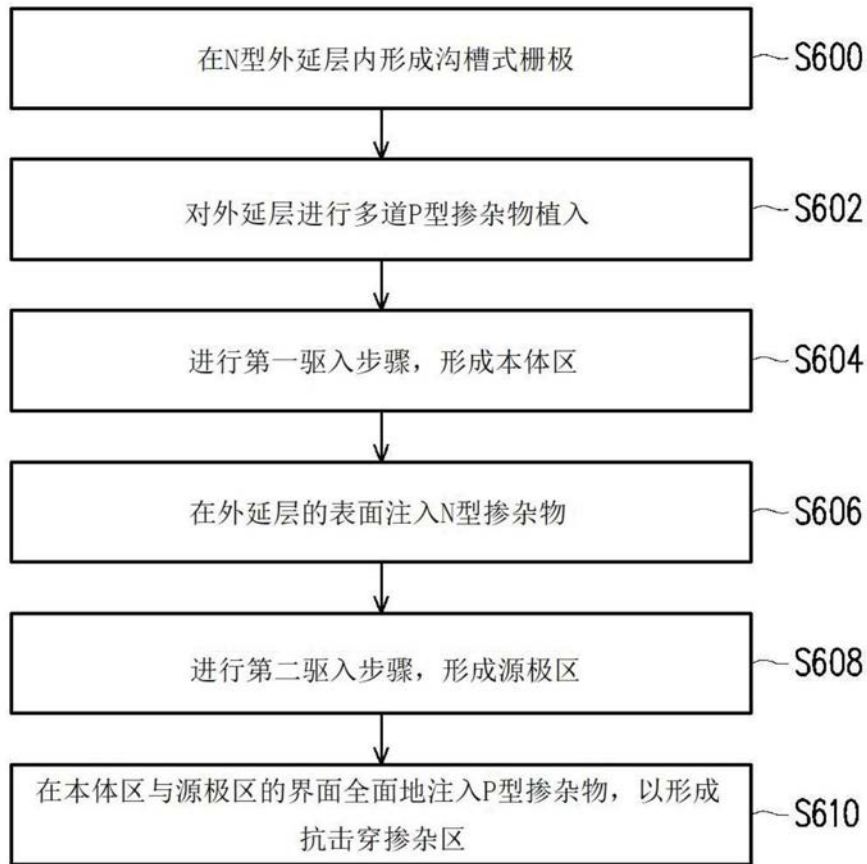 在N型外延层内形成沟槽式栅极
S600
对外延层进行多道P型掺杂物植入
S602
进行第一驱入步骤，形成本体区
S604
在外延层的表面注入N型掺杂物
S606
进行第二驱入步骤，形成源极区
S608
在本体区与源极区的界面全面地注入P型掺杂物，以形成
抗击穿掺杂区
S610